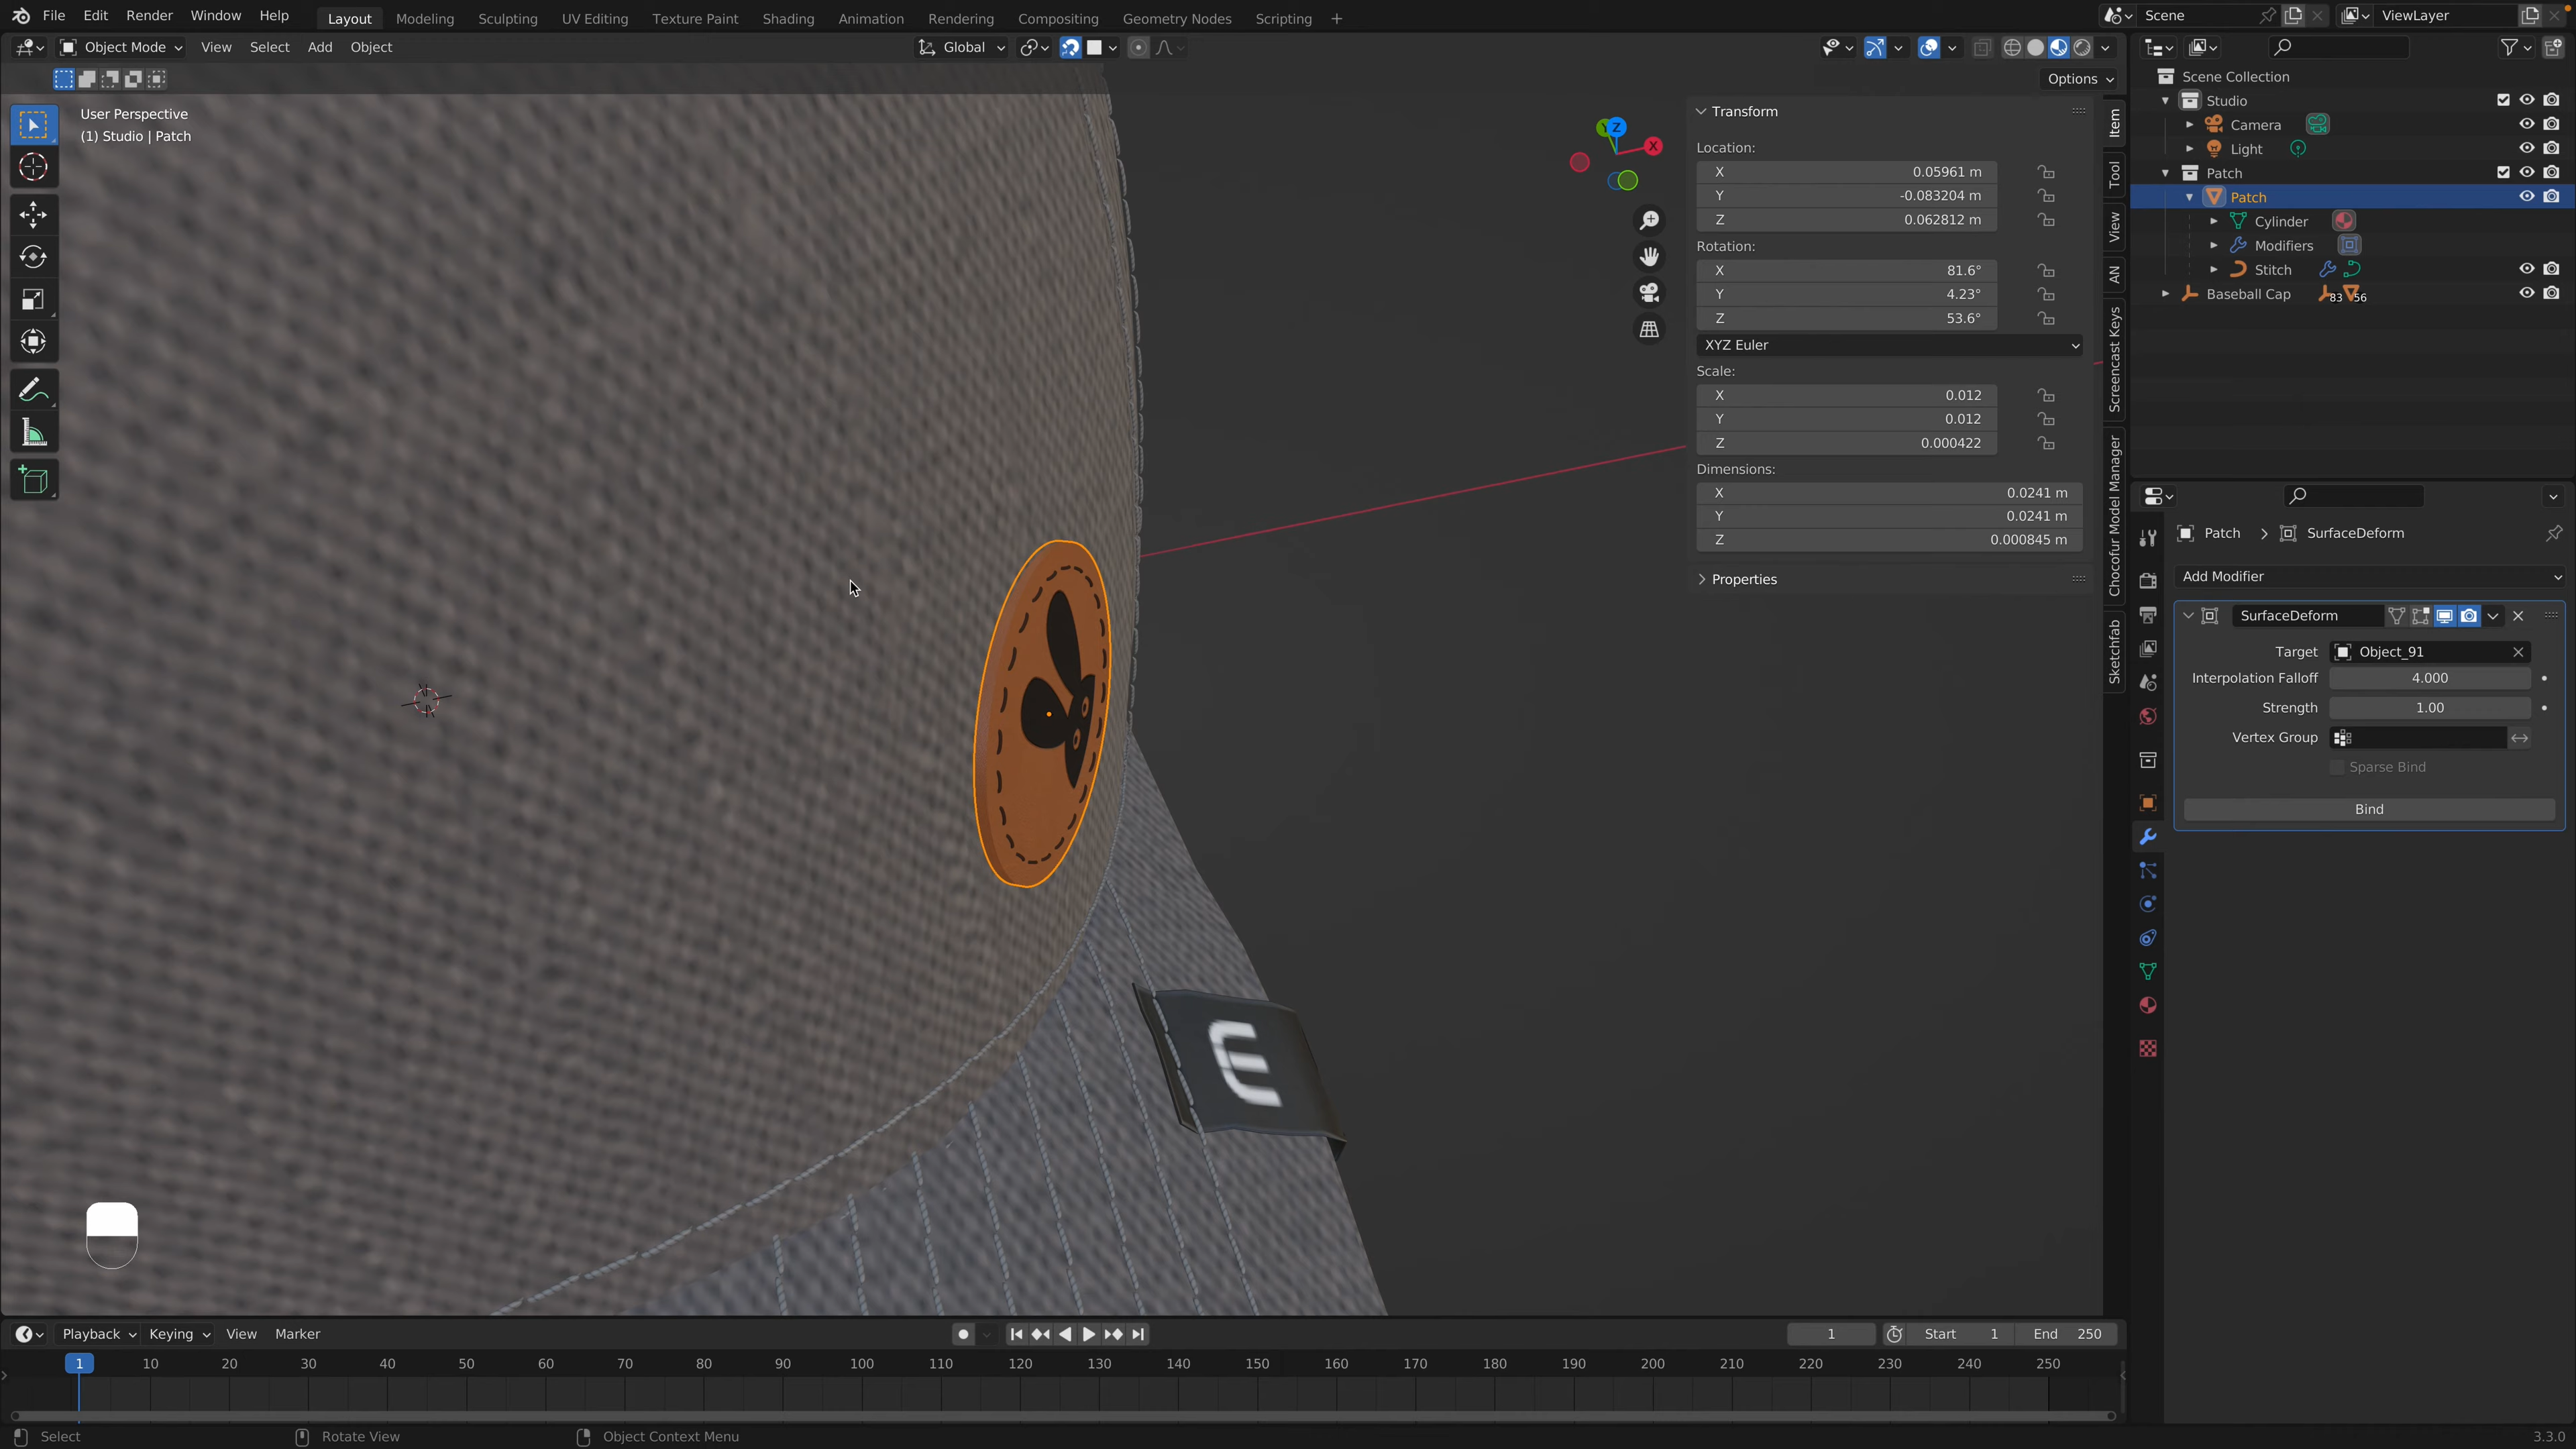 File Edit Render Window Help Layout Modeling Sculpting UV Editing Texture Paint Shading Animation Rendering Compositing Geometry Nodes Scripting + Scene ViewLayer
Object Mode View Select Add Object Global
Options
User Perspective
(1) Studio | Patch
Z
Y
X
Transform
Location:
X 0.05961 m
Y -0.083204 m
Z 0.062812 m
Rotation:
X 81.6°
Y 4.23°
Z 53.6°
XYZ Euler
Scale:
X 0.012
Y 0.012
Z 0.000422
Dimensions:
X 0.0241 m
Y 0.0241 m
Z 0.000845 m
Properties
Item
Tool
View
AN
Screencast Keys
Chocofur Model Manager
Sketchfab
Scene Collection
Studio
Camera
Light
Patch
Patch
Cylinder
Modifiers
Stitch
Baseball Cap 83 56
Patch > SurfaceDeform
Add Modifier
SurfaceDeform
Target Object_91
Interpolation Falloff 4.000
Strength 1.00
Vertex Group
Sparse Bind
Bind
E
Playback Keying View Marker 1 Start 1 End 250
1 10 20 30 40 50 60 70 80 90 100 110 120 130 140 150 160 170 180 190 200 210 220 230 240 250
Select Rotate View Object Context Menu 3.3.0